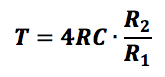 T = 4RC · R₂/R₁